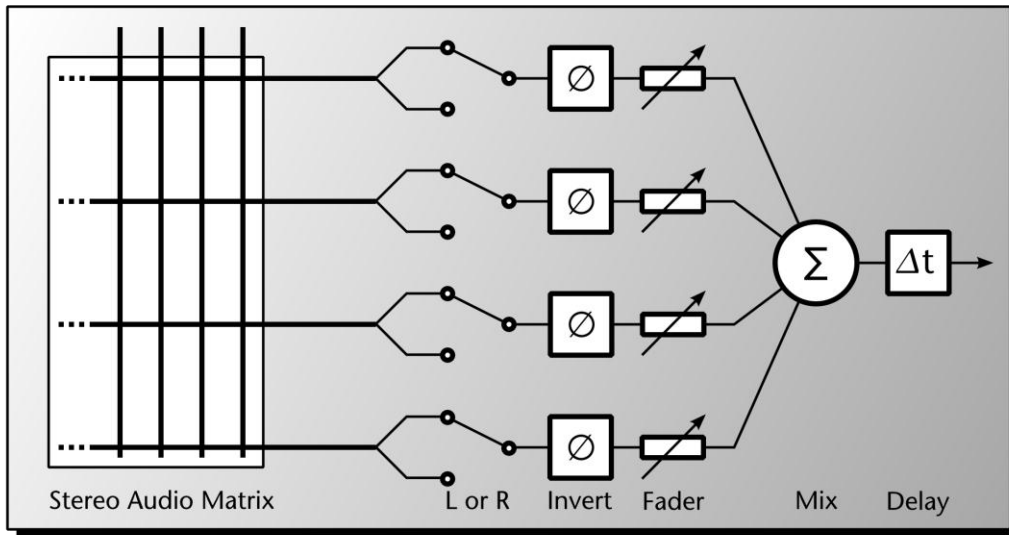 Ø
Ø
Ø
Ø
Σ
Δt
Stereo Audio Matrix
L or R
Invert
Fader
Mix
Delay